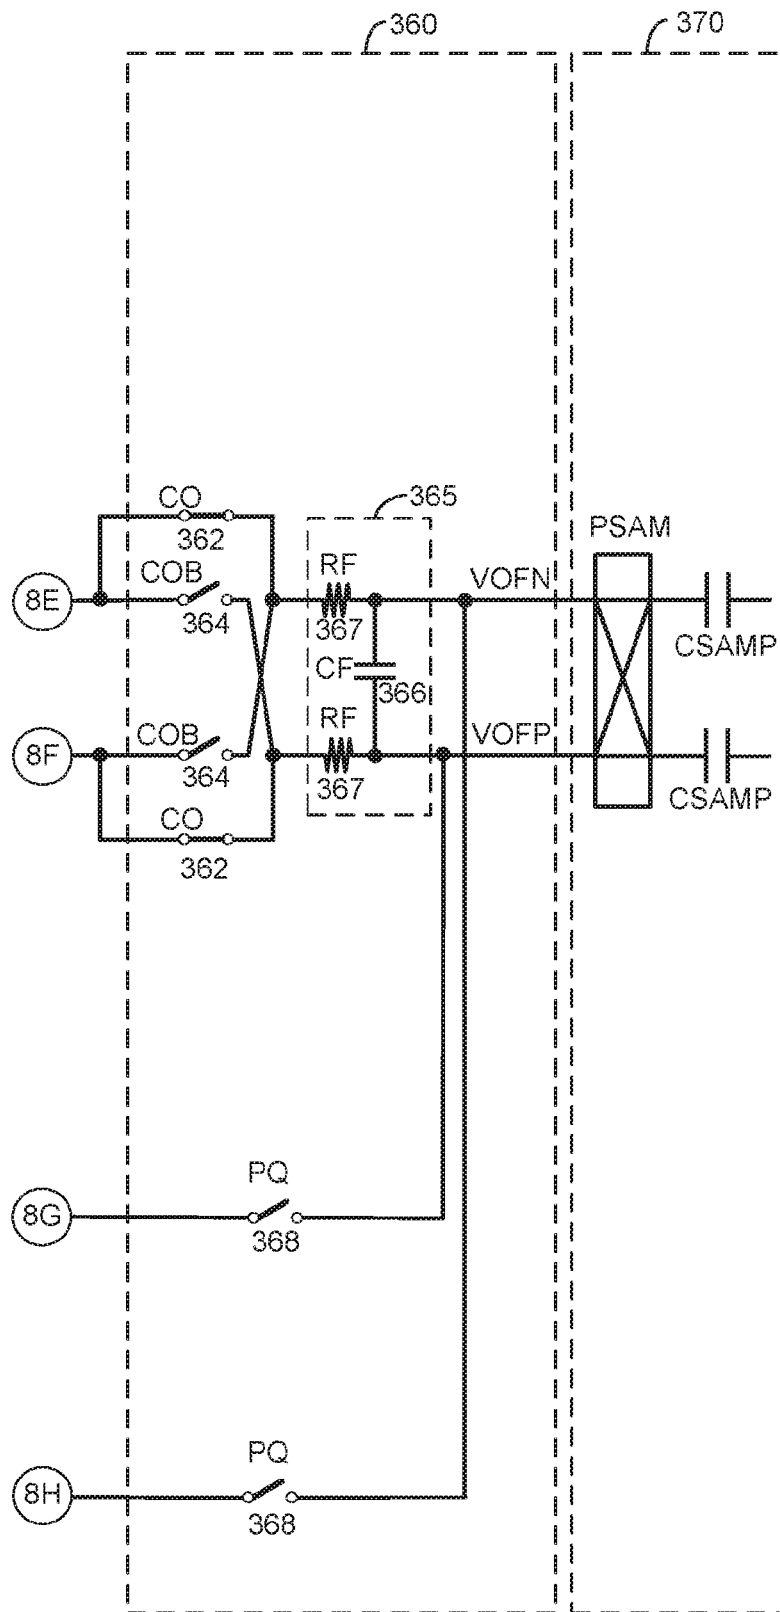 360
370
CO
362
365
PSAM
8E
COB
364
RF
367
VOFN
CSAMP
CF
366
8F
COB
364
RF
367
VOFP
CSAMP
CO
362
8G
PQ
368
8H
PQ
368